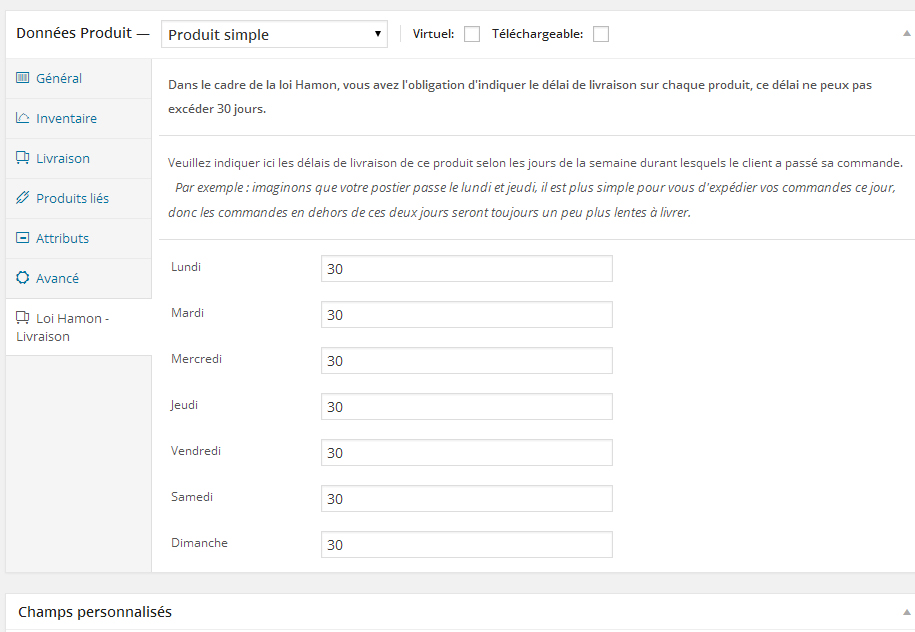 Données Produit — Produit simple Virtuel: Téléchargeable:
Général
Inventaire
Livraison
Produits liés
Attributs
Avancé
Loi Hamon -
Livraison
Dans le cadre de la loi Hamon, vous avez l'obligation d'indiquer le délai de livraison sur chaque produit, ce délai ne peux pas
excéder 30 jours.
Veuillez indiquer ici les délais de livraison de ce produit selon les jours de la semaine durant lesquels le client a passé sa commande.
Par exemple : imaginons que votre postier passe le lundi et jeudi, il est plus simple pour vous d'expédier vos commandes ce jour,
donc les commandes en dehors de ces deux jours seront toujours un peu plus lentes à livrer.
Lundi 30
Mardi 30
Mercredi 30
Jeudi 30
Vendredi 30
Samedi 30
Dimanche 30
Champs personnalisés